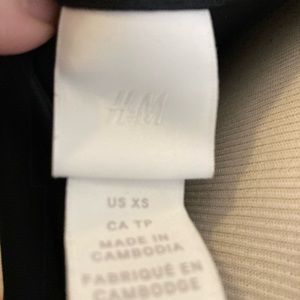 H&M
US XS
CA TP
MADE IN
CAMBODIA
FABRIQUÉ EN
CAMBODGE